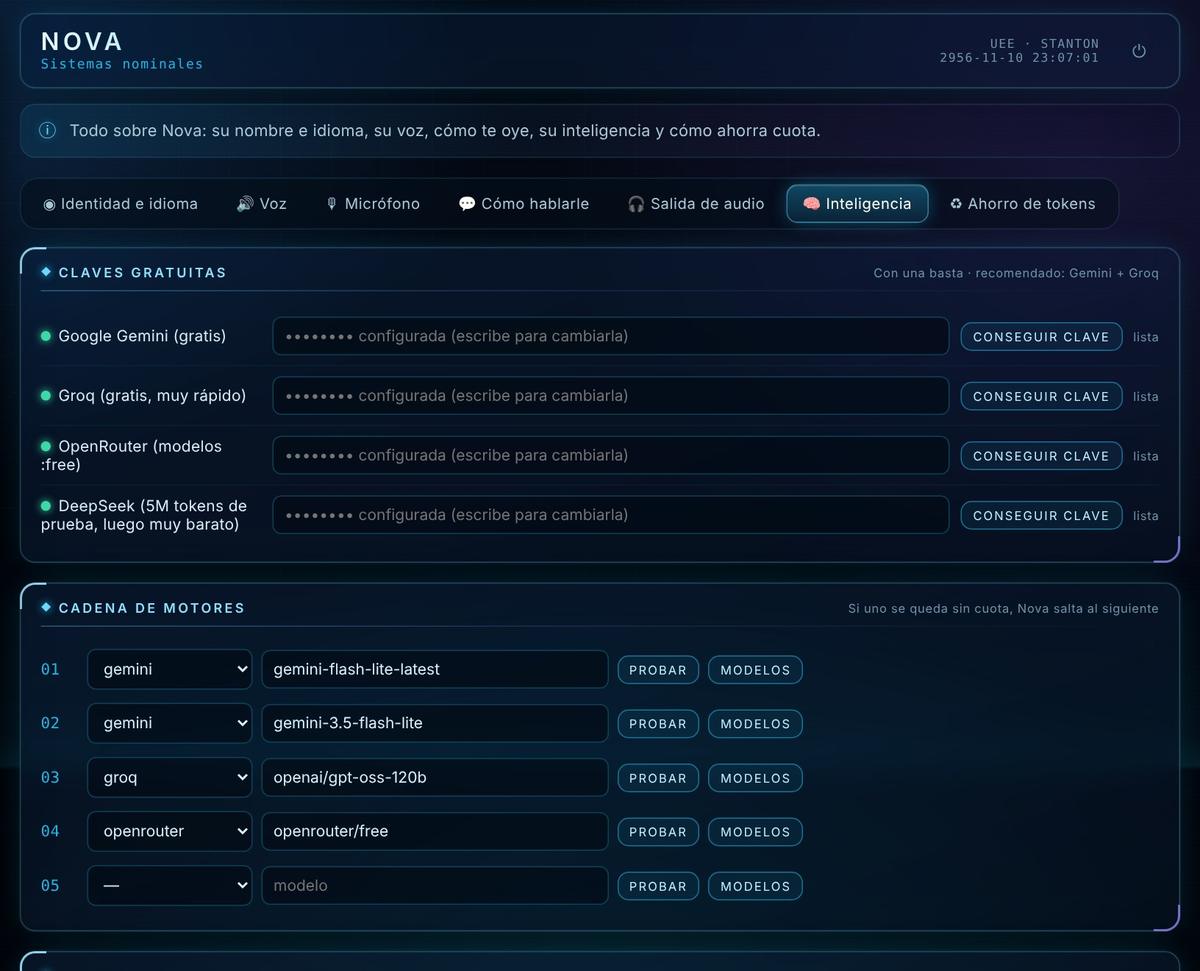 NOVA
Sistemas nominales
UEE · STANTON
2956-11-10 23:07:01
Todo sobre Nova: su nombre e idioma, su voz, cómo te oye, su inteligencia y cómo ahorra cuota.
Identidad e idioma
Voz
Micrófono
Cómo hablarle
Salida de audio
Inteligencia
Ahorro de tokens
CLAVES GRATUITAS
Con una basta · recomendado: Gemini + Groq
Google Gemini (gratis)
•••••••• configurada (escribe para cambiarla)
CONSEGUIR CLAVE
lista
Groq (gratis, muy rápido)
•••••••• configurada (escribe para cambiarla)
CONSEGUIR CLAVE
lista
OpenRouter (modelos
:free)
•••••••• configurada (escribe para cambiarla)
CONSEGUIR CLAVE
lista
DeepSeek (5M tokens de
prueba, luego muy barato)
•••••••• configurada (escribe para cambiarla)
CONSEGUIR CLAVE
lista
CADENA DE MOTORES
Si uno se queda sin cuota, Nova salta al siguiente
01
gemini
gemini-flash-lite-latest
PROBAR
MODELOS
02
gemini
gemini-3.5-flash-lite
PROBAR
MODELOS
03
groq
openai/gpt-oss-120b
PROBAR
MODELOS
04
openrouter
openrouter/free
PROBAR
MODELOS
05
—
modelo
PROBAR
MODELOS